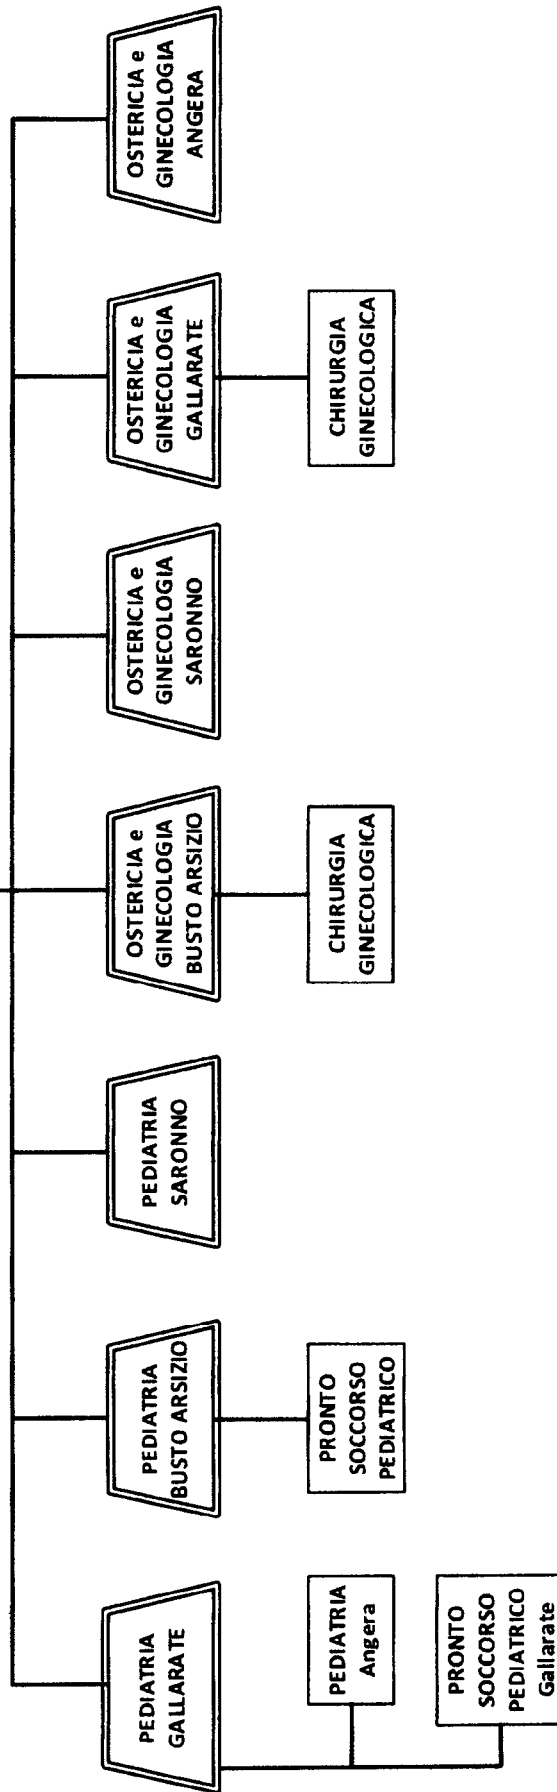 PEDIATRIA
GALLARATE
PEDIATRIA
BUSTO ARSIZIO
PEDIATRIA
SARONNO
OSTERICIA e
GINECOLOGIA
BUSTO ARSIZIO
OSTERICIA e
GINECOLOGIA
SARONNO
OSTERICIA e
GINECOLOGIA
GALLARATE
OSTERICIA e
GINECOLOGIA
ANGERA
PEDIATRIA
Angera
PRONTO
SOCCORSO
PEDIATRICO
CHIRURGIA
GINECOLOGICA
CHIRURGIA
GINECOLOGICA
PRONTO
SOCCORSO
PEDIATRICO
Gallarate